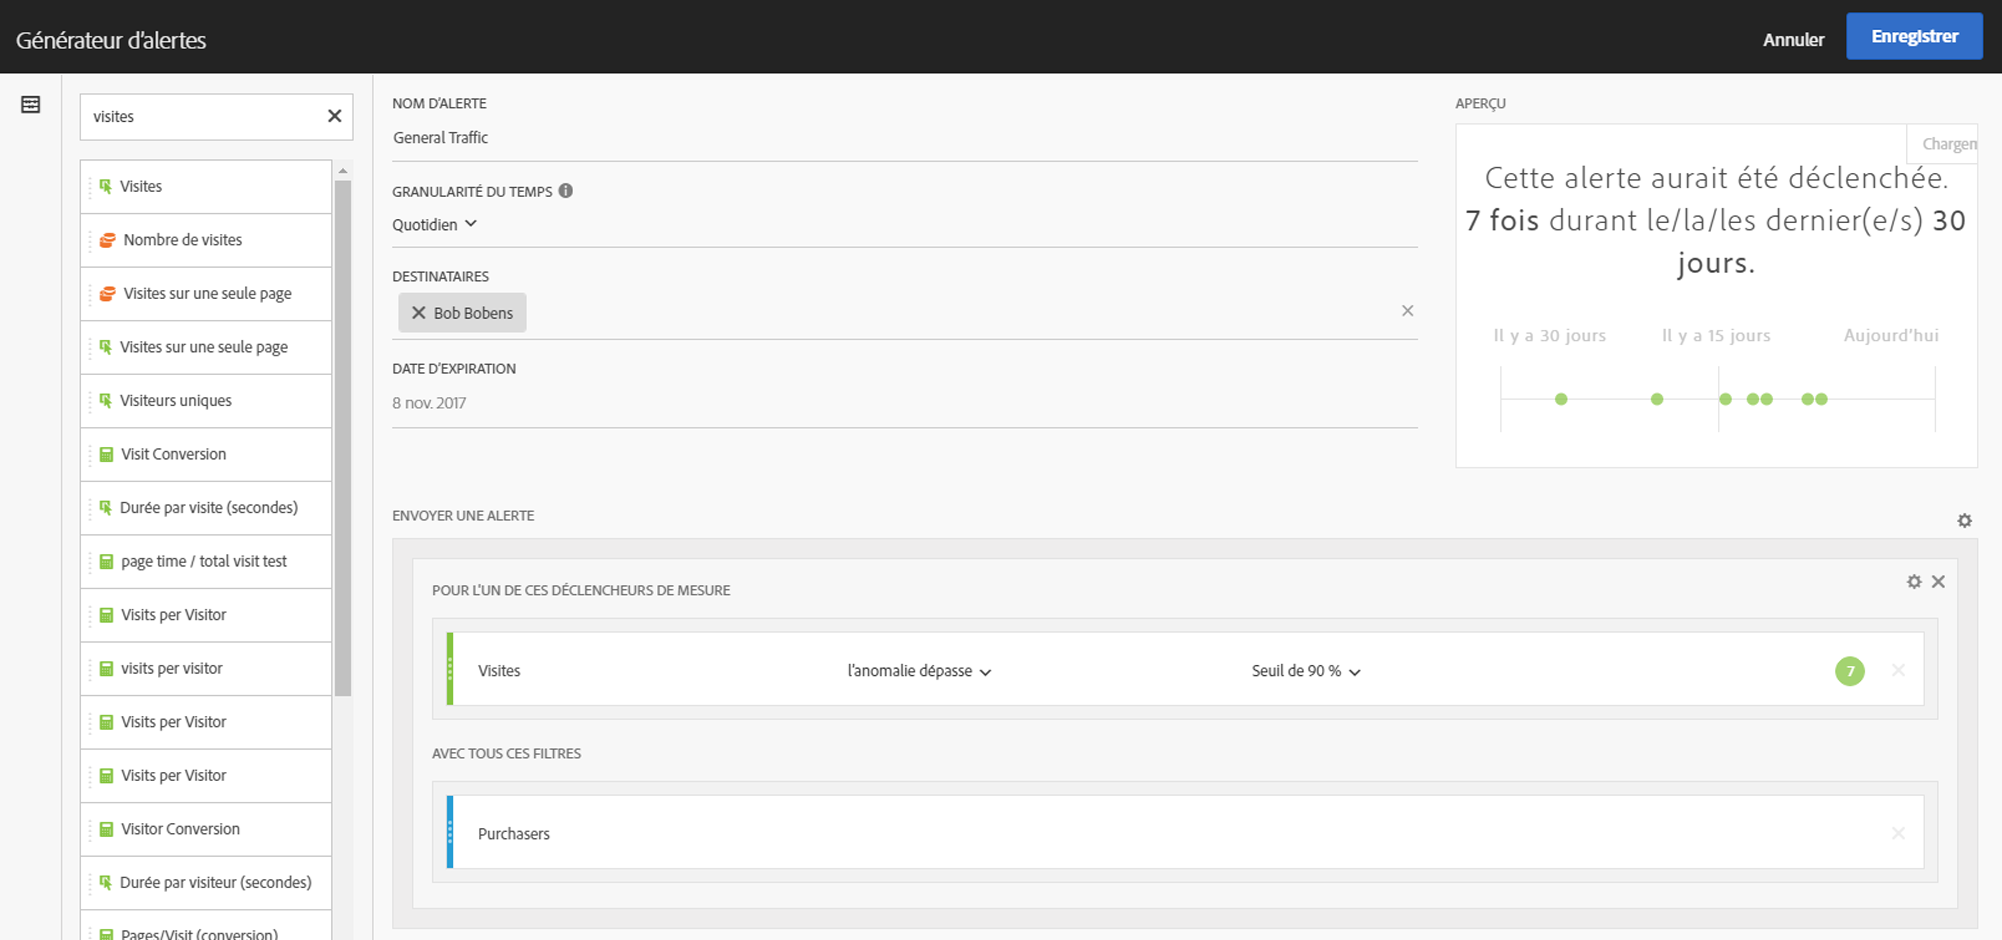 Générateur d'alertes
Annuler
Enregistrer
visites
Visites
Nombre de visites
Visites sur une seule page
Visites sur une seule page
Visiteurs uniques
Visit Conversion
Durée par visite (secondes)
page time / total visit test
Visits per Visitor
visits per visitor
Visits per Visitor
Visits per Visitor
Visitor Conversion
Durée par visiteur (secondes)
Pages/Visit (conversion)
NOM D'ALERTE
General Traffic
GRANULARITÉ DU TEMPS
Quotidien
DESTINATAIRES
Bob Bobens
DATE D'EXPIRATION
8 nov. 2017
APERÇU
Chargem
Cette alerte aurait été déclenchée.
7 fois durant le/la/les dernier(e/s) 30
jours.
Il y a 30 jours
Il y a 15 jours
Aujourd'hui
ENVOYER UNE ALERTE
POUR L'UN DE CES DÉCLENCHEURS DE MESURE
Visites
l'anomalie dépasse
Seuil de 90 %
7
AVEC TOUS CES FILTRES
Purchasers